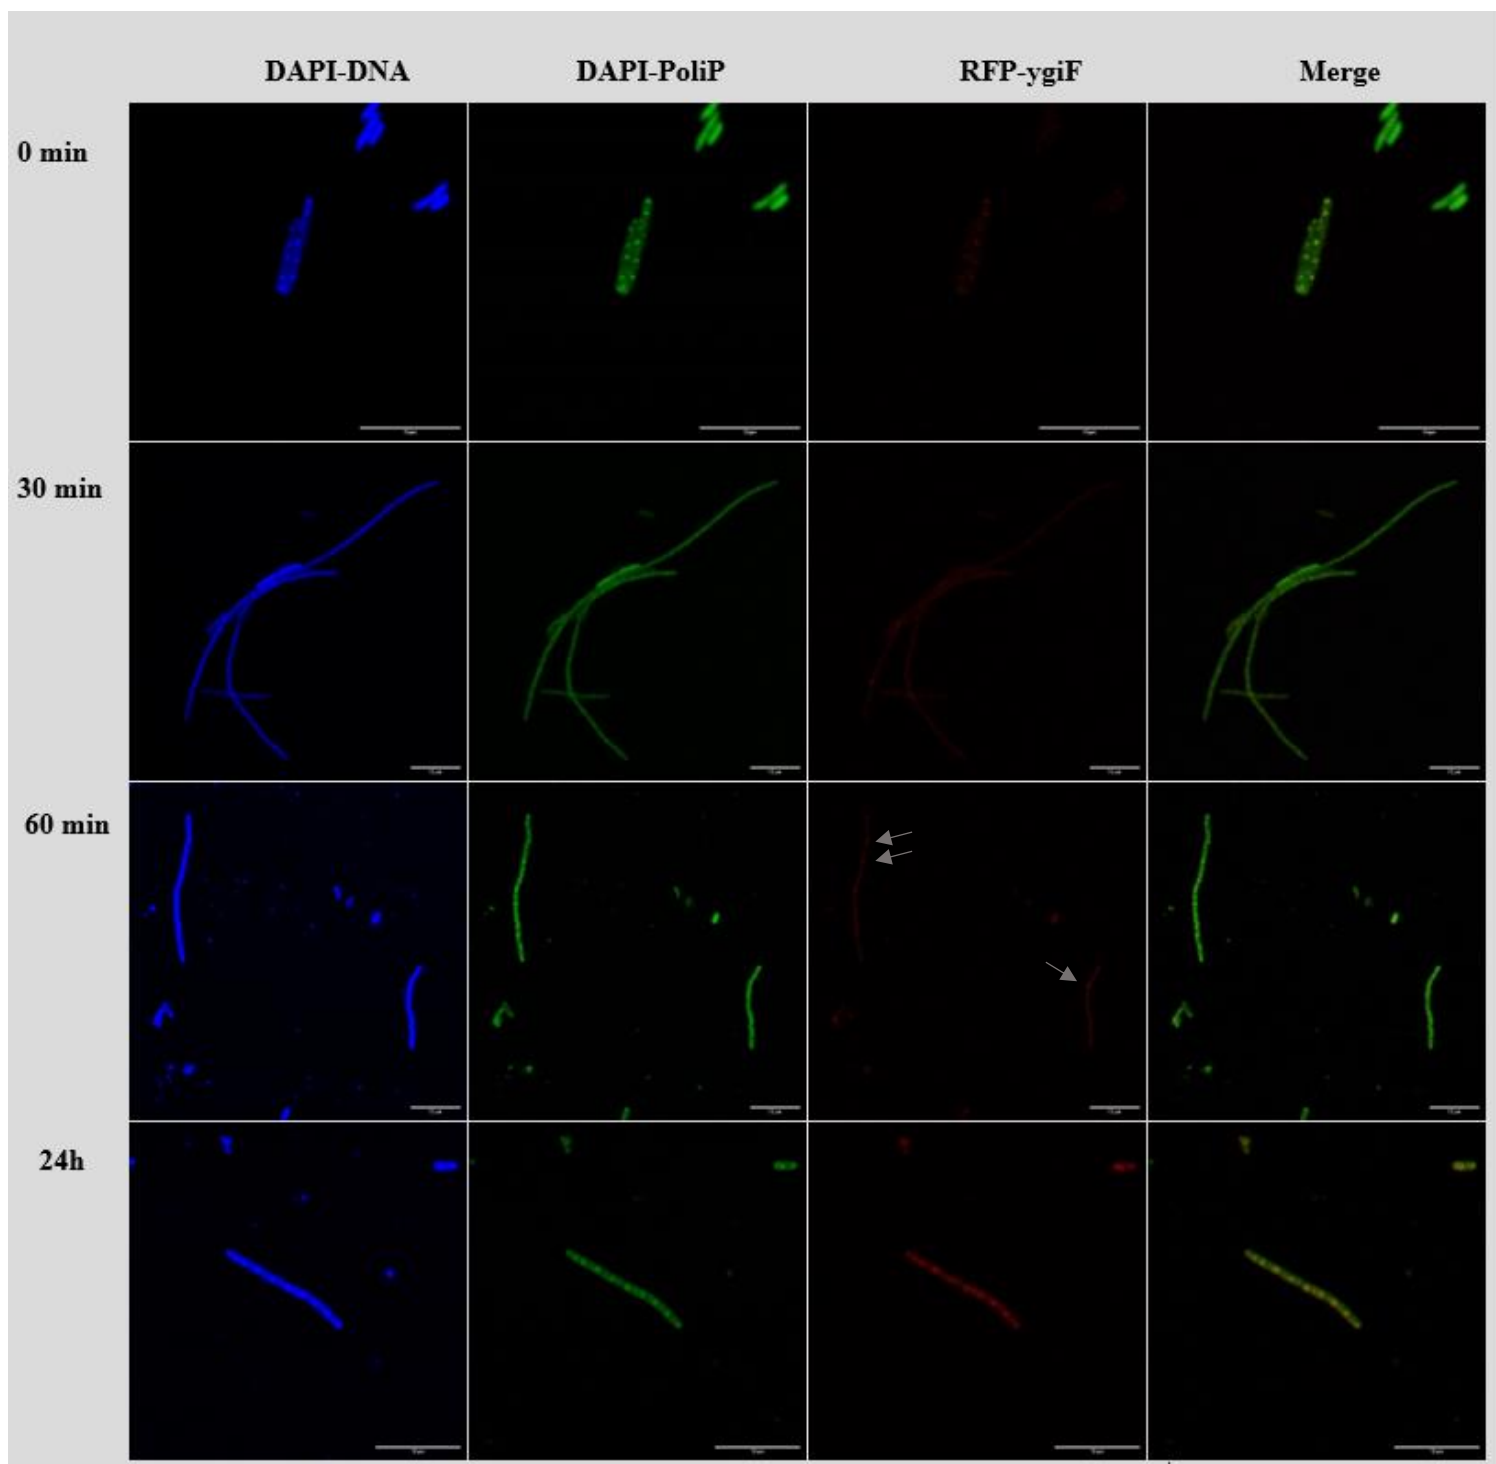 DAPI-DNA DAPI-PoliP RFP-ygiF Merge
0 min
30 min
60 min
24h